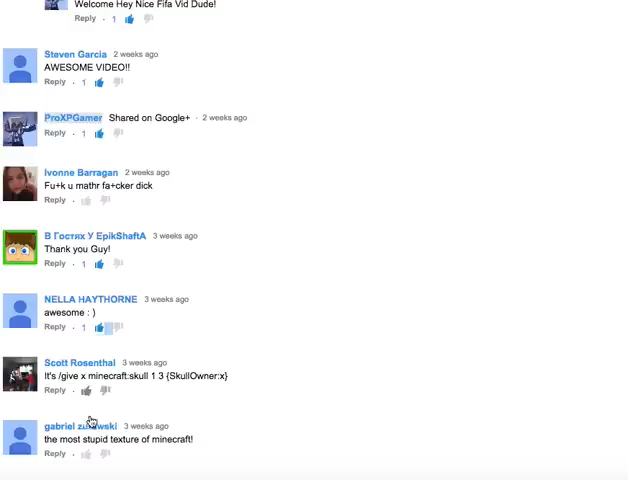 Welcome Hey Nice Fifa Vid Dude!
Reply · 1
Steven Garcia 2 weeks ago
AWESOME VIDEO!!
Reply · 1
ProXPGamer Shared on Google+ · 2 weeks ago
Reply · 1
Ivonne Barragan 2 weeks ago
Fu+k u mathr fa+cker dick
Reply ·
В Гостях У EpikShaftA 3 weeks ago
Thank you Guy!
Reply · 1
NELLA HAYTHORNE 3 weeks ago
awesome : )
Reply · 1
Scott Rosenthal 3 weeks ago
It's /give x minecraft:skull 1 3 {SkullOwner:x}
Reply ·
gabriel 3 weeks ago
the most stupid texture of minecraft!
Reply ·